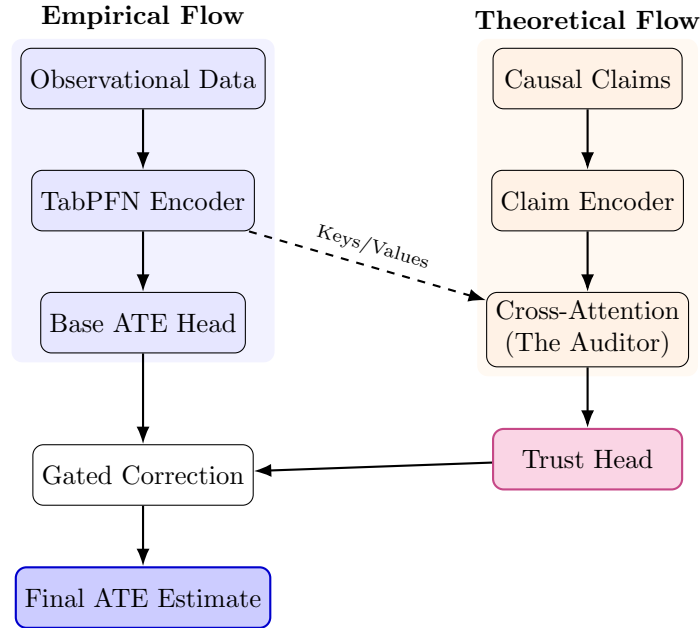 Empirical Flow
Observational Data
TabPFN Encoder
Base ATE Head
Gated Correction
Final ATE Estimate
Keys/Values
Theoretical Flow
Causal Claims
Claim Encoder
Cross-Attention
(The Auditor)
Trust Head